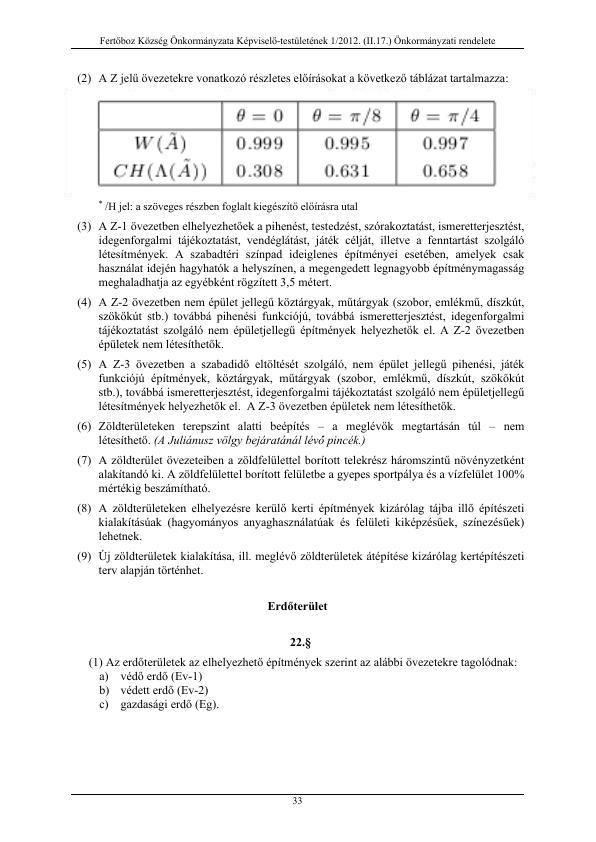 Fertőboz Község Önkormányzata Képviselő-testületének 1/2012. (II.17.) Önkormányzati rendelete
(2) A Z jelű övezetekre vonatkozó részletes előírásokat a következő táblázat tartalmazza:
θ = 0 θ = π/8 θ = π/4
W(Ã) 0.999 0.995 0.997
CH(Λ(Ã)) 0.308 0.631 0.658
* /H jel: a szöveges részben foglalt kiegészítő előírásra utal
(3) A Z-1 övezetben elhelyezhetőek a pihenést, testedzést, szórakoztatást, ismeretterjesztést,
idegenforgalmi tájékoztatást, vendéglátást, játék célját, illetve a fenntartást szolgáló
létesítmények. A szabadtéri színpad ideiglenes építményei esetében, amelyek csak
használat idején hagyhatók a helyszínen, a megengedett legnagyobb építménymagasság
meghaladhatja az egyébként rögzített 3,5 métert.
(4) A Z-2 övezetben nem épület jellegű köztárgyak, műtárgyak (szobor, emlékmű, díszkút,
szökőkút stb.) továbbá pihenési funkciójú, továbbá ismeretterjesztést, idegenforgalmi
tájékoztatást szolgáló nem épületjellegű építmények helyezhetők el. A Z-2 övezetben
épületek nem létesíthetők.
(5) A Z-3 övezetben a szabadidő eltöltését szolgáló, nem épület jellegű pihenési, játék
funkciójú építmények, köztárgyak, műtárgyak (szobor, emlékmű, díszkút, szökőkút
stb.), továbbá ismeretterjesztést, idegenforgalmi tájékoztatást szolgáló nem épületjellegű
létesítmények helyezhetők el. A Z-3 övezetben épületek nem létesíthetők.
(6) Zöldterületeken terepszint alatti beépítés – a meglévők megtartásán túl – nem
létesíthető. (A Juliánusz völgy bejáratánál lévő pincék.)
(7) A zöldterület övezeteiben a zöldfelülettel borított telekrész háromszintű növényzetként
alakítandó ki. A zöldfelülettel borított felületbe a gyepes sportpálya és a vízfelület 100%
mértékig beszámítható.
(8) A zöldterületeken elhelyezésre kerülő kerti építmények kizárólag tájba illő építészeti
kialakításúak (hagyományos anyaghasználatúak és felületi kiképzésűek, színezésűek)
lehetnek.
(9) Új zöldterületek kialakítása, ill. meglévő zöldterületek átépítése kizárólag kertépítészeti
terv alapján történhet.
Erdőterület
22.§
(1) Az erdőterületek az elhelyezhető építmények szerint az alábbi övezetekre tagolódnak:
a) védő erdő (Ev-1)
b) védett erdő (Ev-2)
c) gazdasági erdő (Eg).
33